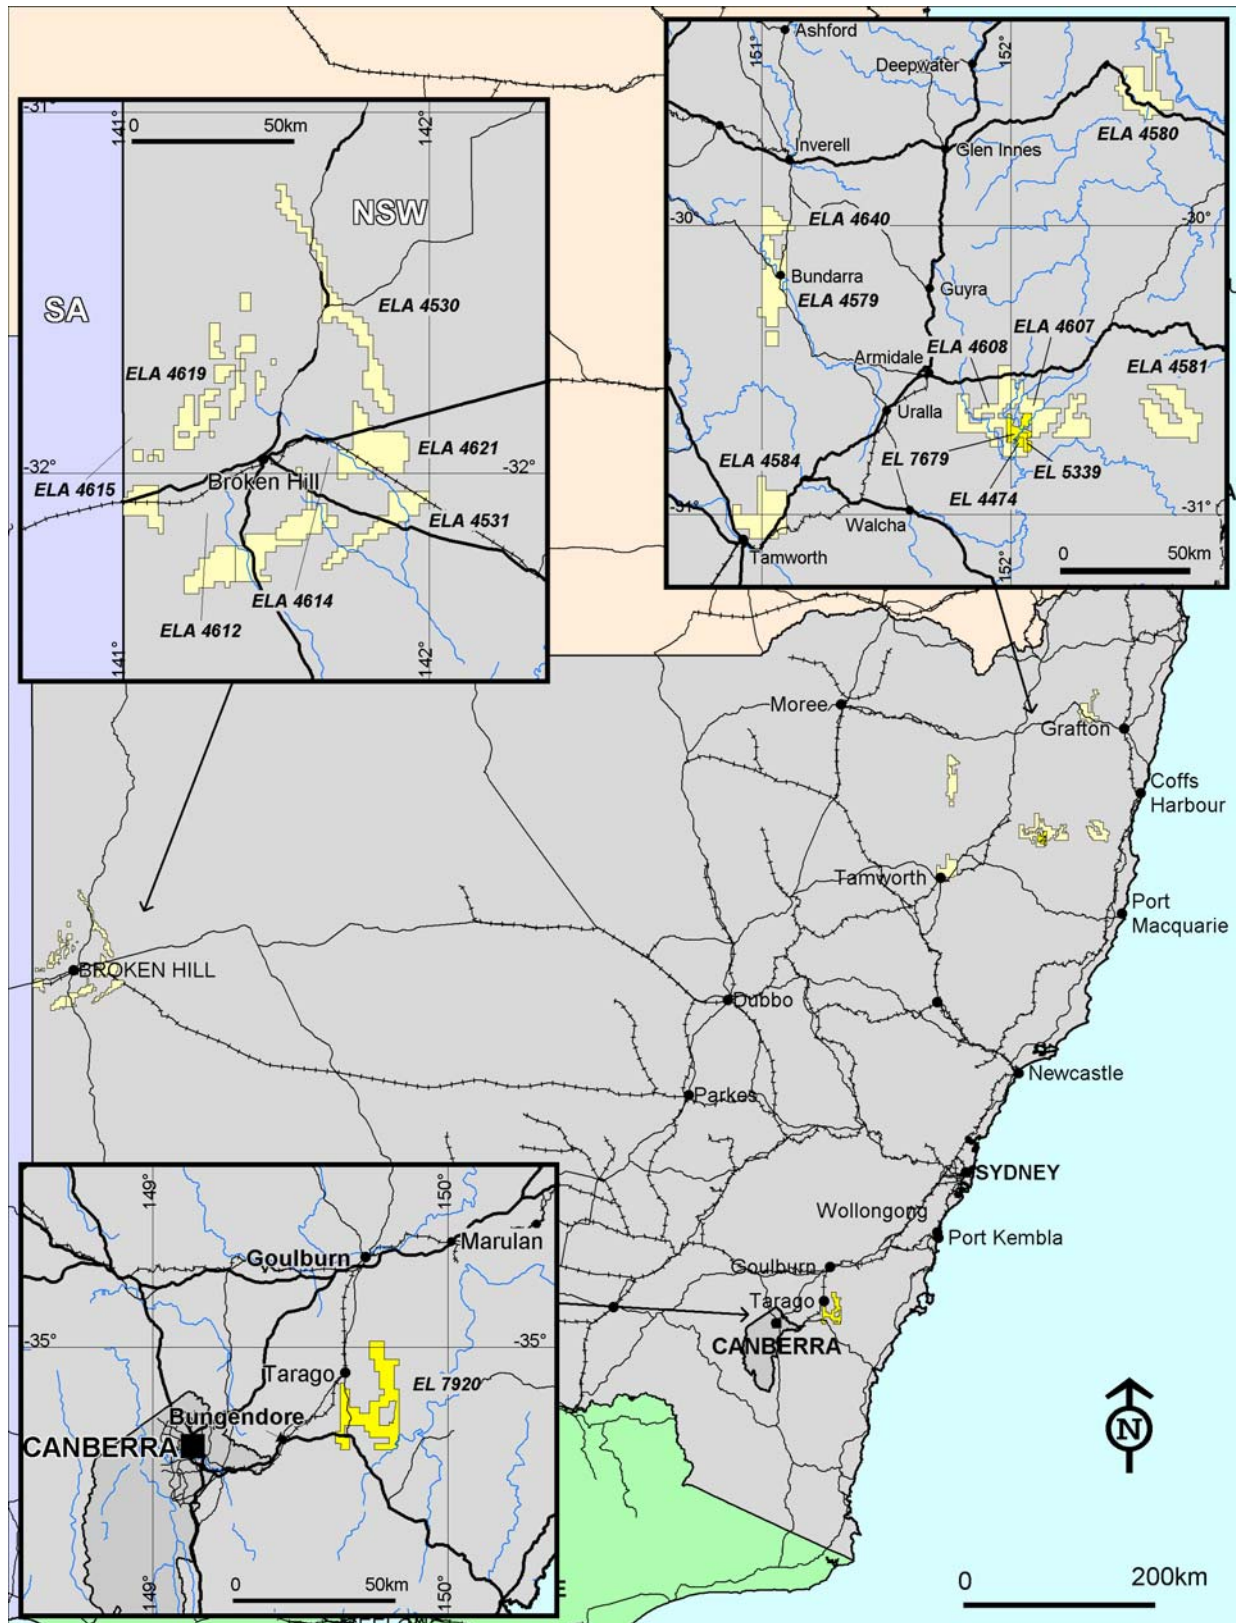 -31°
141°
142°
0 50km
NSW
SA
ELA 4530
ELA 4619
ELA 4621
-32°
-32°
Broken Hill
ELA 4615
ELA 4531
ELA 4614
ELA 4612
141°
142°
151°
Ashford
152°
Deepwater
ELA 4580
Inverell
Glen Innes
-30°
-30°
ELA 4640
Bundarra
ELA 4579
Guyra
ELA 4607
ELA 4608
Armidale
ELA 4581
Uralla
ELA 4584
EL 7679
EL 5339
EL 4474
-31°
-31°
Walcha
Tamworth
152°
0 50km
Moree
Grafton
Coffs
Harbour
Tamworth
Port
Macquarie
BROKEN HILL
Dubbo
Newcastle
Parkes
SYDNEY
Wollongong
Port Kembla
Goulburn
Tarago
CANBERRA
149°
150°
Goulburn
Marulan
-35°
-35°
Tarago
EL 7920
Bungendore
CANBERRA
0 50km
149°
150°
N
0 200km